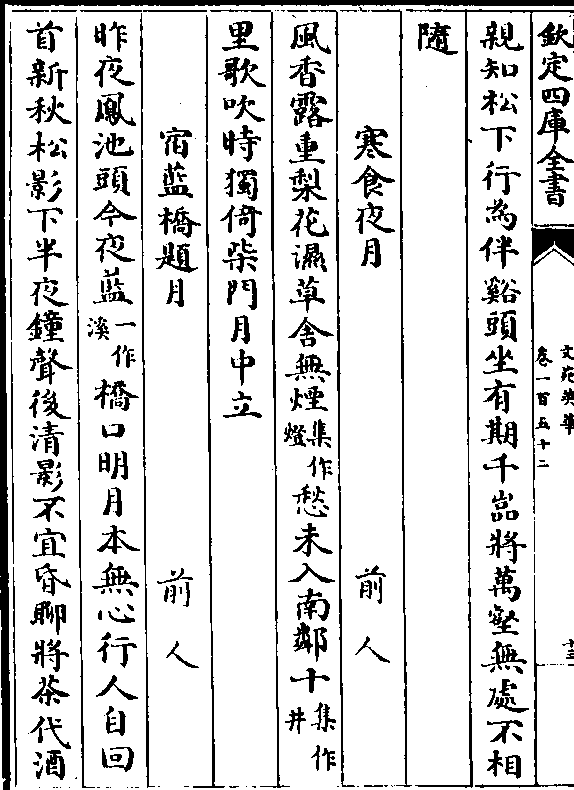 欽定四庫全書
文苑英華
卷一百五十二
十三
親知松下行為伴谿頭坐有期千嵓將萬壑無處不相
隨
寒食夜月 前人
風香露重梨花濕草舍無煙集作燈愁未入南鄰十集作井
里歌吹時獨倚柴門月中立
宿藍橋題月 前人
昨夜鳳池頭今夜藍一作溪橋口明月本無心行人自回
首新秋松影下半夜鐘聲後清影不宜昏聊將茶代酒